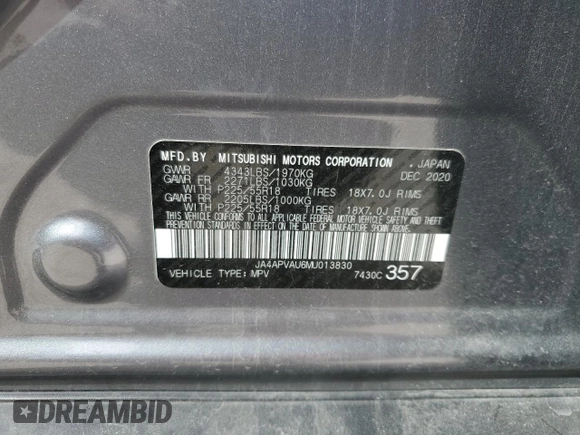 MFD.BY MITSUBISHI MOTORS CORPORATION . JAPAN
GVWR 4343LBS/1970KG DEC 2020
GAWR FR 2271LBS/1030KG
WITH P225/55R18 TIRES, 18X7.0J RIMS
GAWR RR 2205LBS/1000KG
WITH P225/55R18 TIRES, 18X7.0J RIMS
THIS VEHICLE CONFORMS TO ALL APPLICABLE FEDERAL MOTOR VEHICLE SAFETY, BUMPER, AND THEFT
PREVENTION STANDARDS IN EFFECT ON THE DATE OF MANUFACTURE SHOWN ABOVE.
JA4APVAU6MU013830
VEHICLE TYPE: MPV 7430C 357
DREAMBID